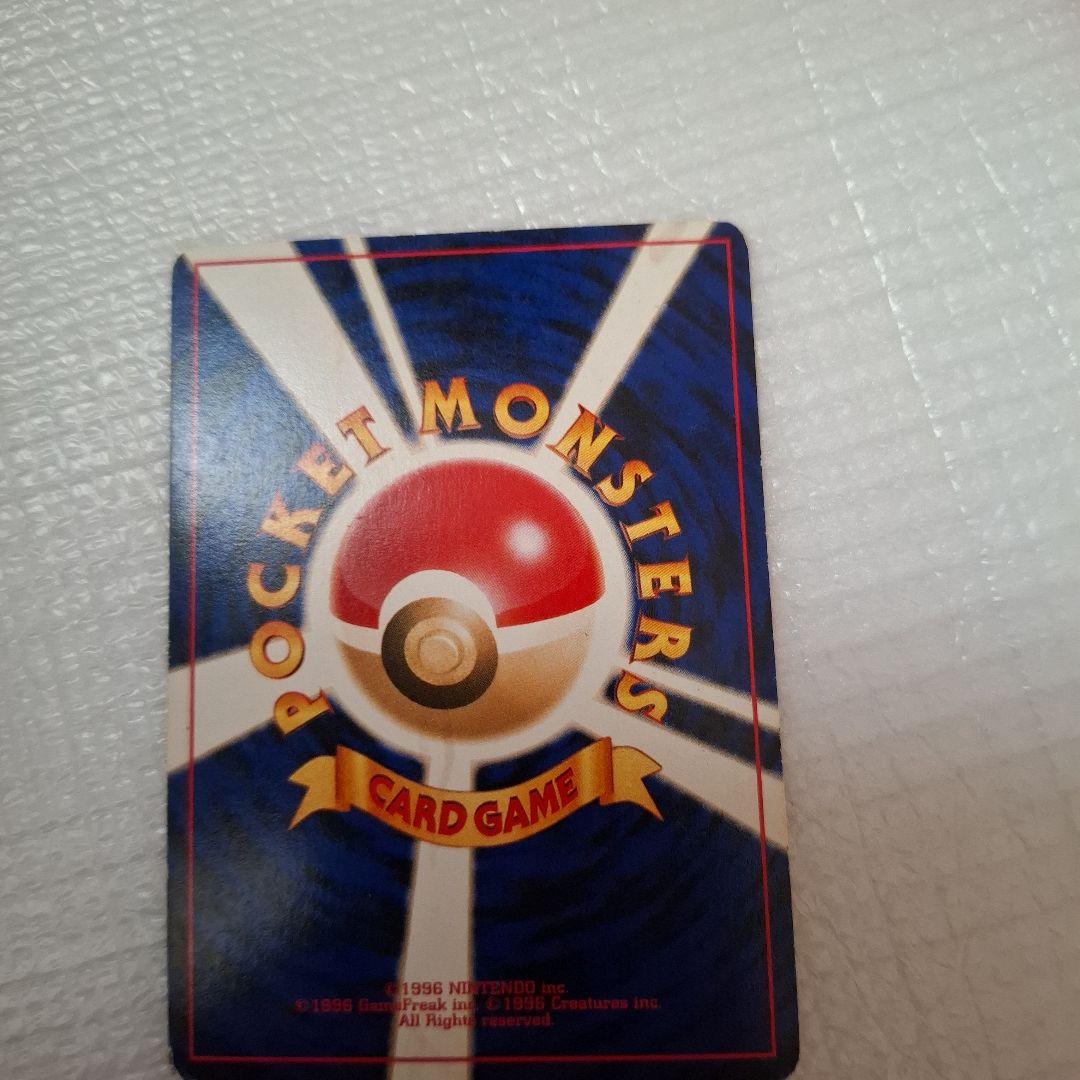 POCKET MONSTERS
CARD GAME
©1996 NINTENDO inc.
©1996 GameFreak inc. ©1996 Creatures inc.
All Rights reserved.